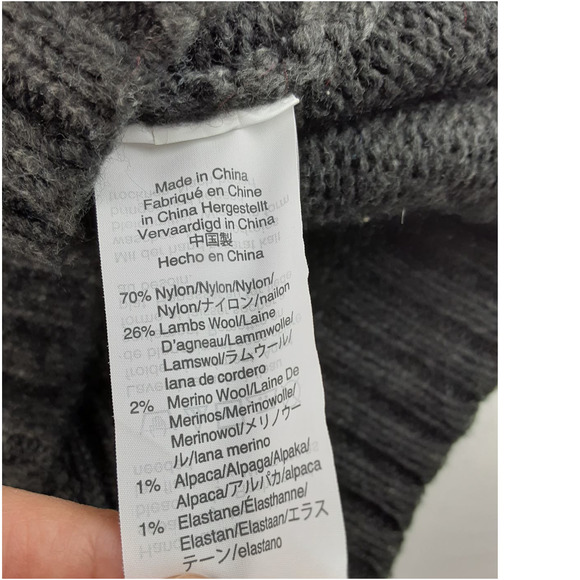 Made in China
Fabriqué en Chine
in China Hergestellt
Vervaardigd in China
中国製
Hecho en China
70% Nylon/Nylon/Nylon/
Nylon/ナイロン/nailon
26% Lambs Wool/Laine
D'agneau/Lammwolle/
Lamswol/ラムウール/
lana de cordero
2% Merino Wool/Laine De
Merinos/Merinowolle/
Merinowol/メリノウー
ル/lana merino
1% Alpaca/Alpaga/Alpaka/
Alpaca/アルパカ/alpaca
1% Elastane/Élasthanne/
Elastan/Elastaan/エラス
テーン/elastano